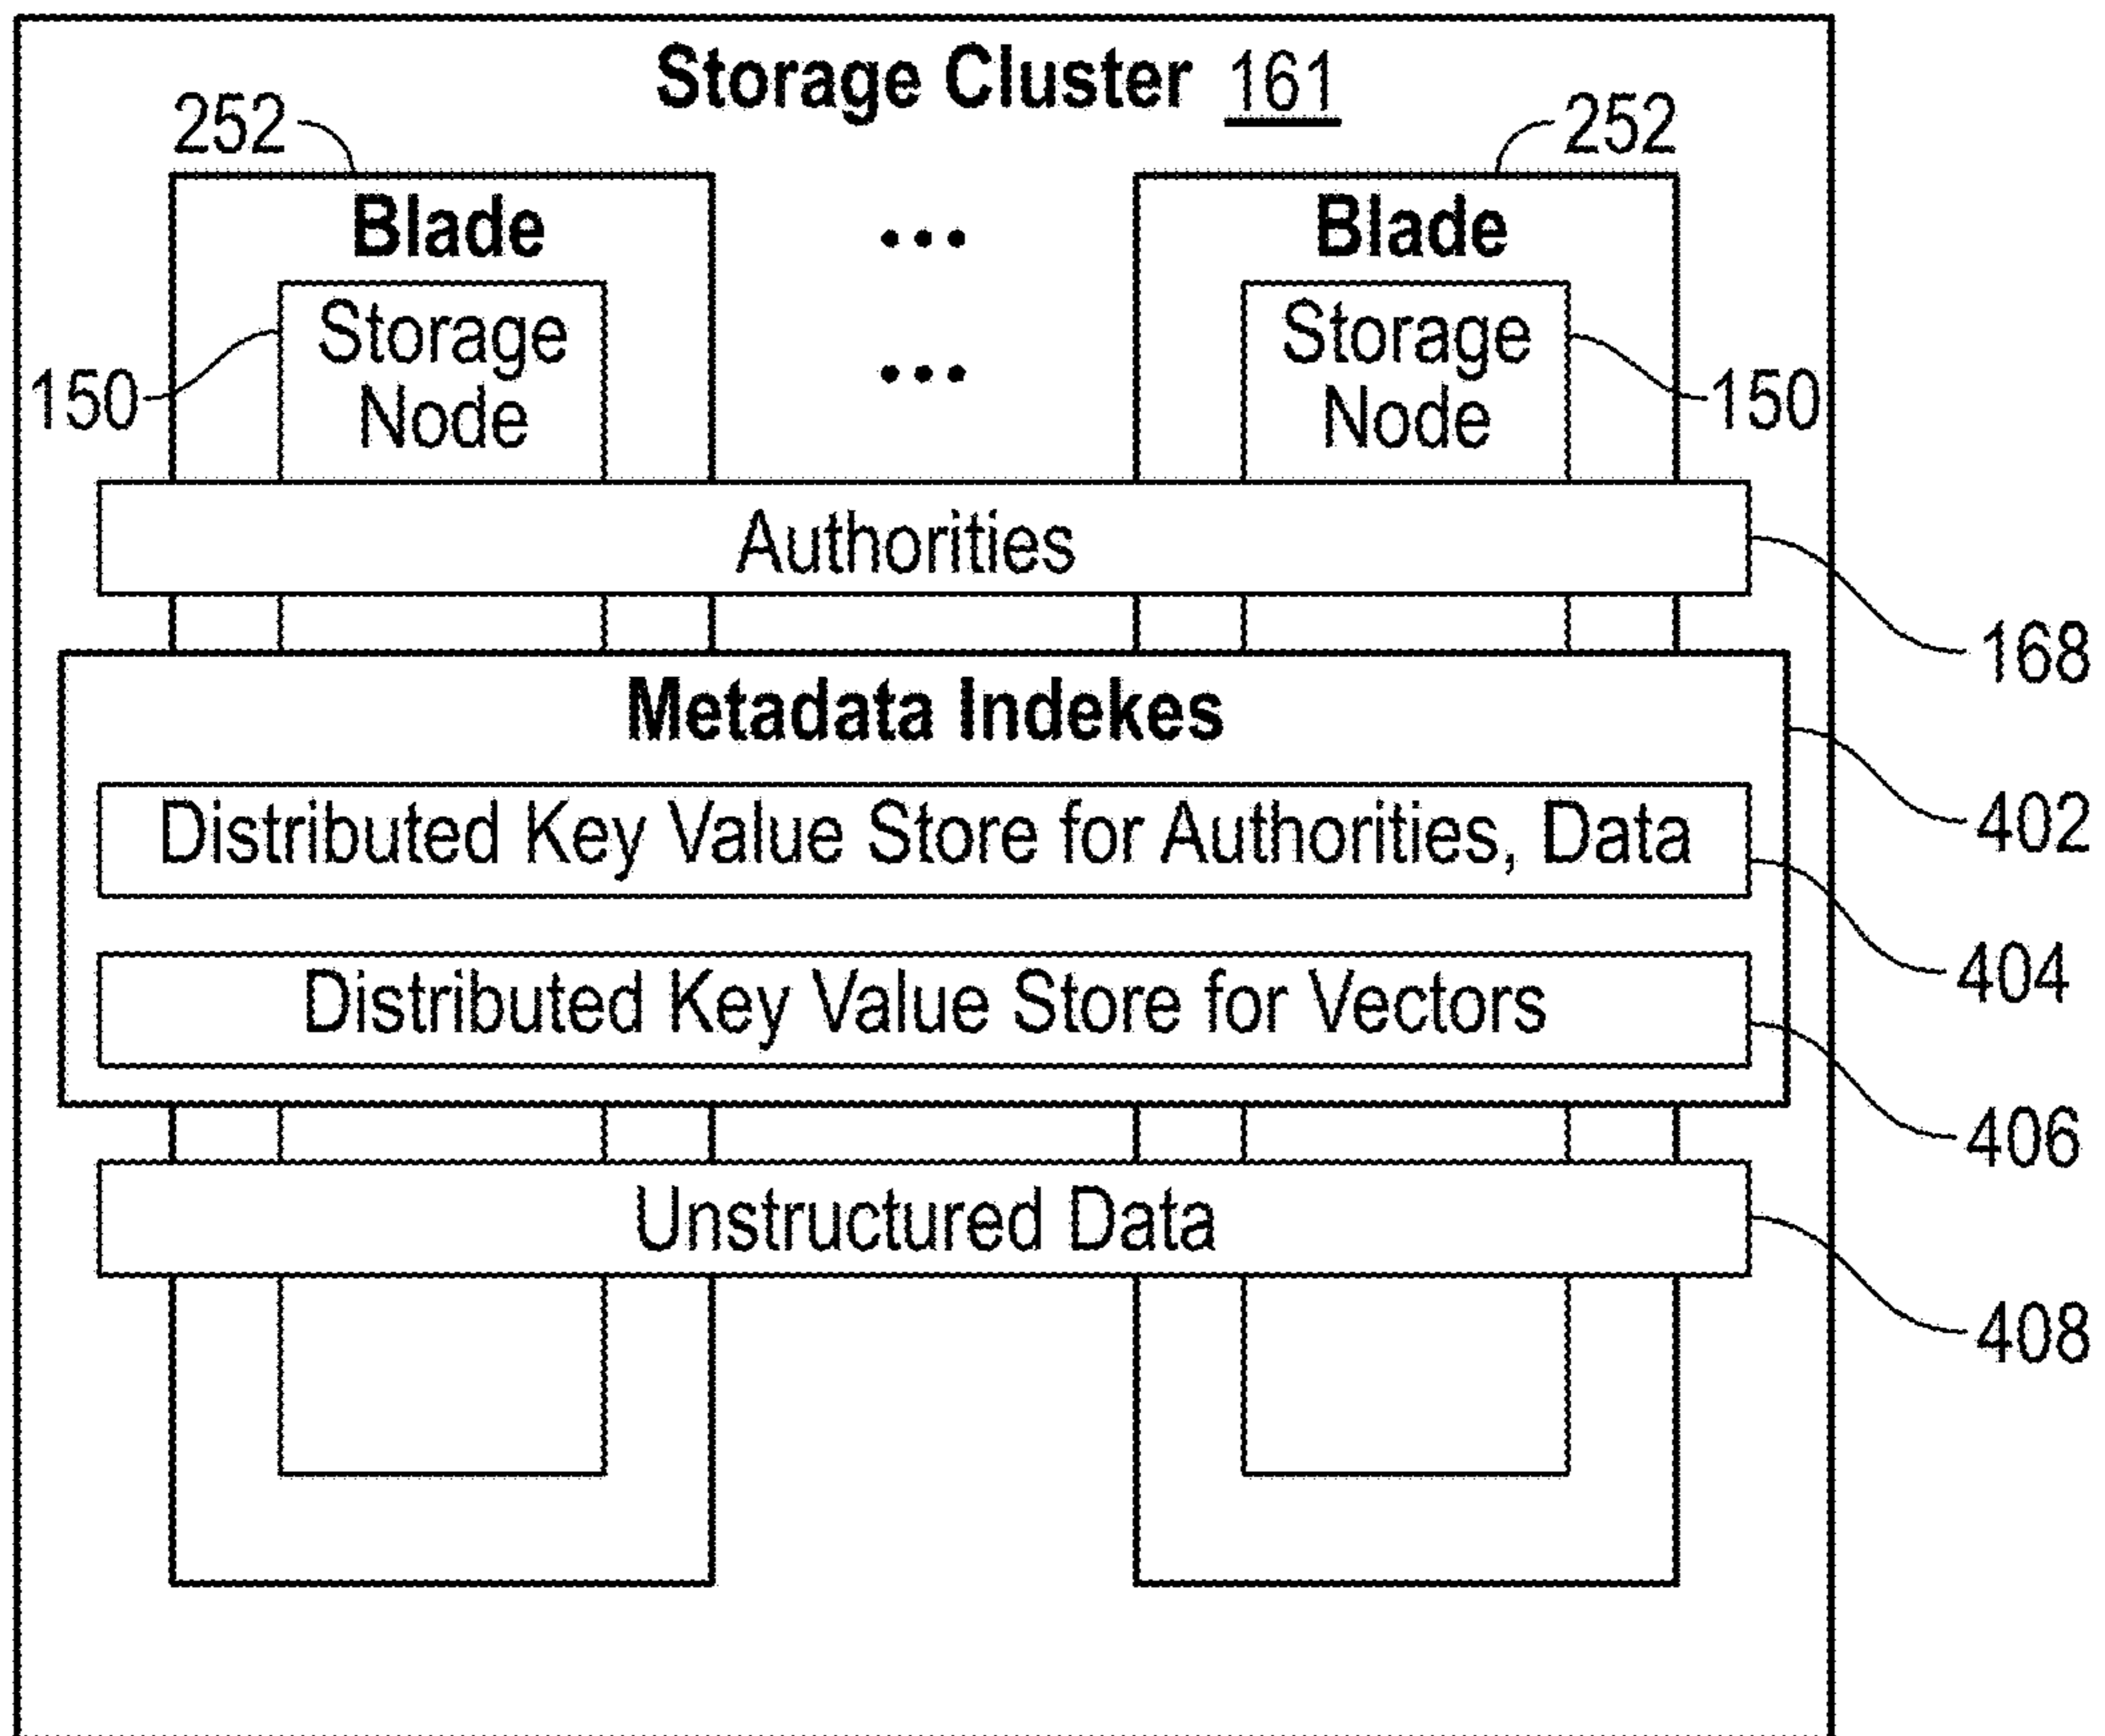 Storage Cluster 161
252
252
Blade
...
Blade
Storage
Node
...
Storage
Node
150
150
Authorities
168
Metadata Indekes
402
Distributed Key Value Store for Authorities, Data
404
Distributed Key Value Store for Vectors
406
Unstructured Data
408